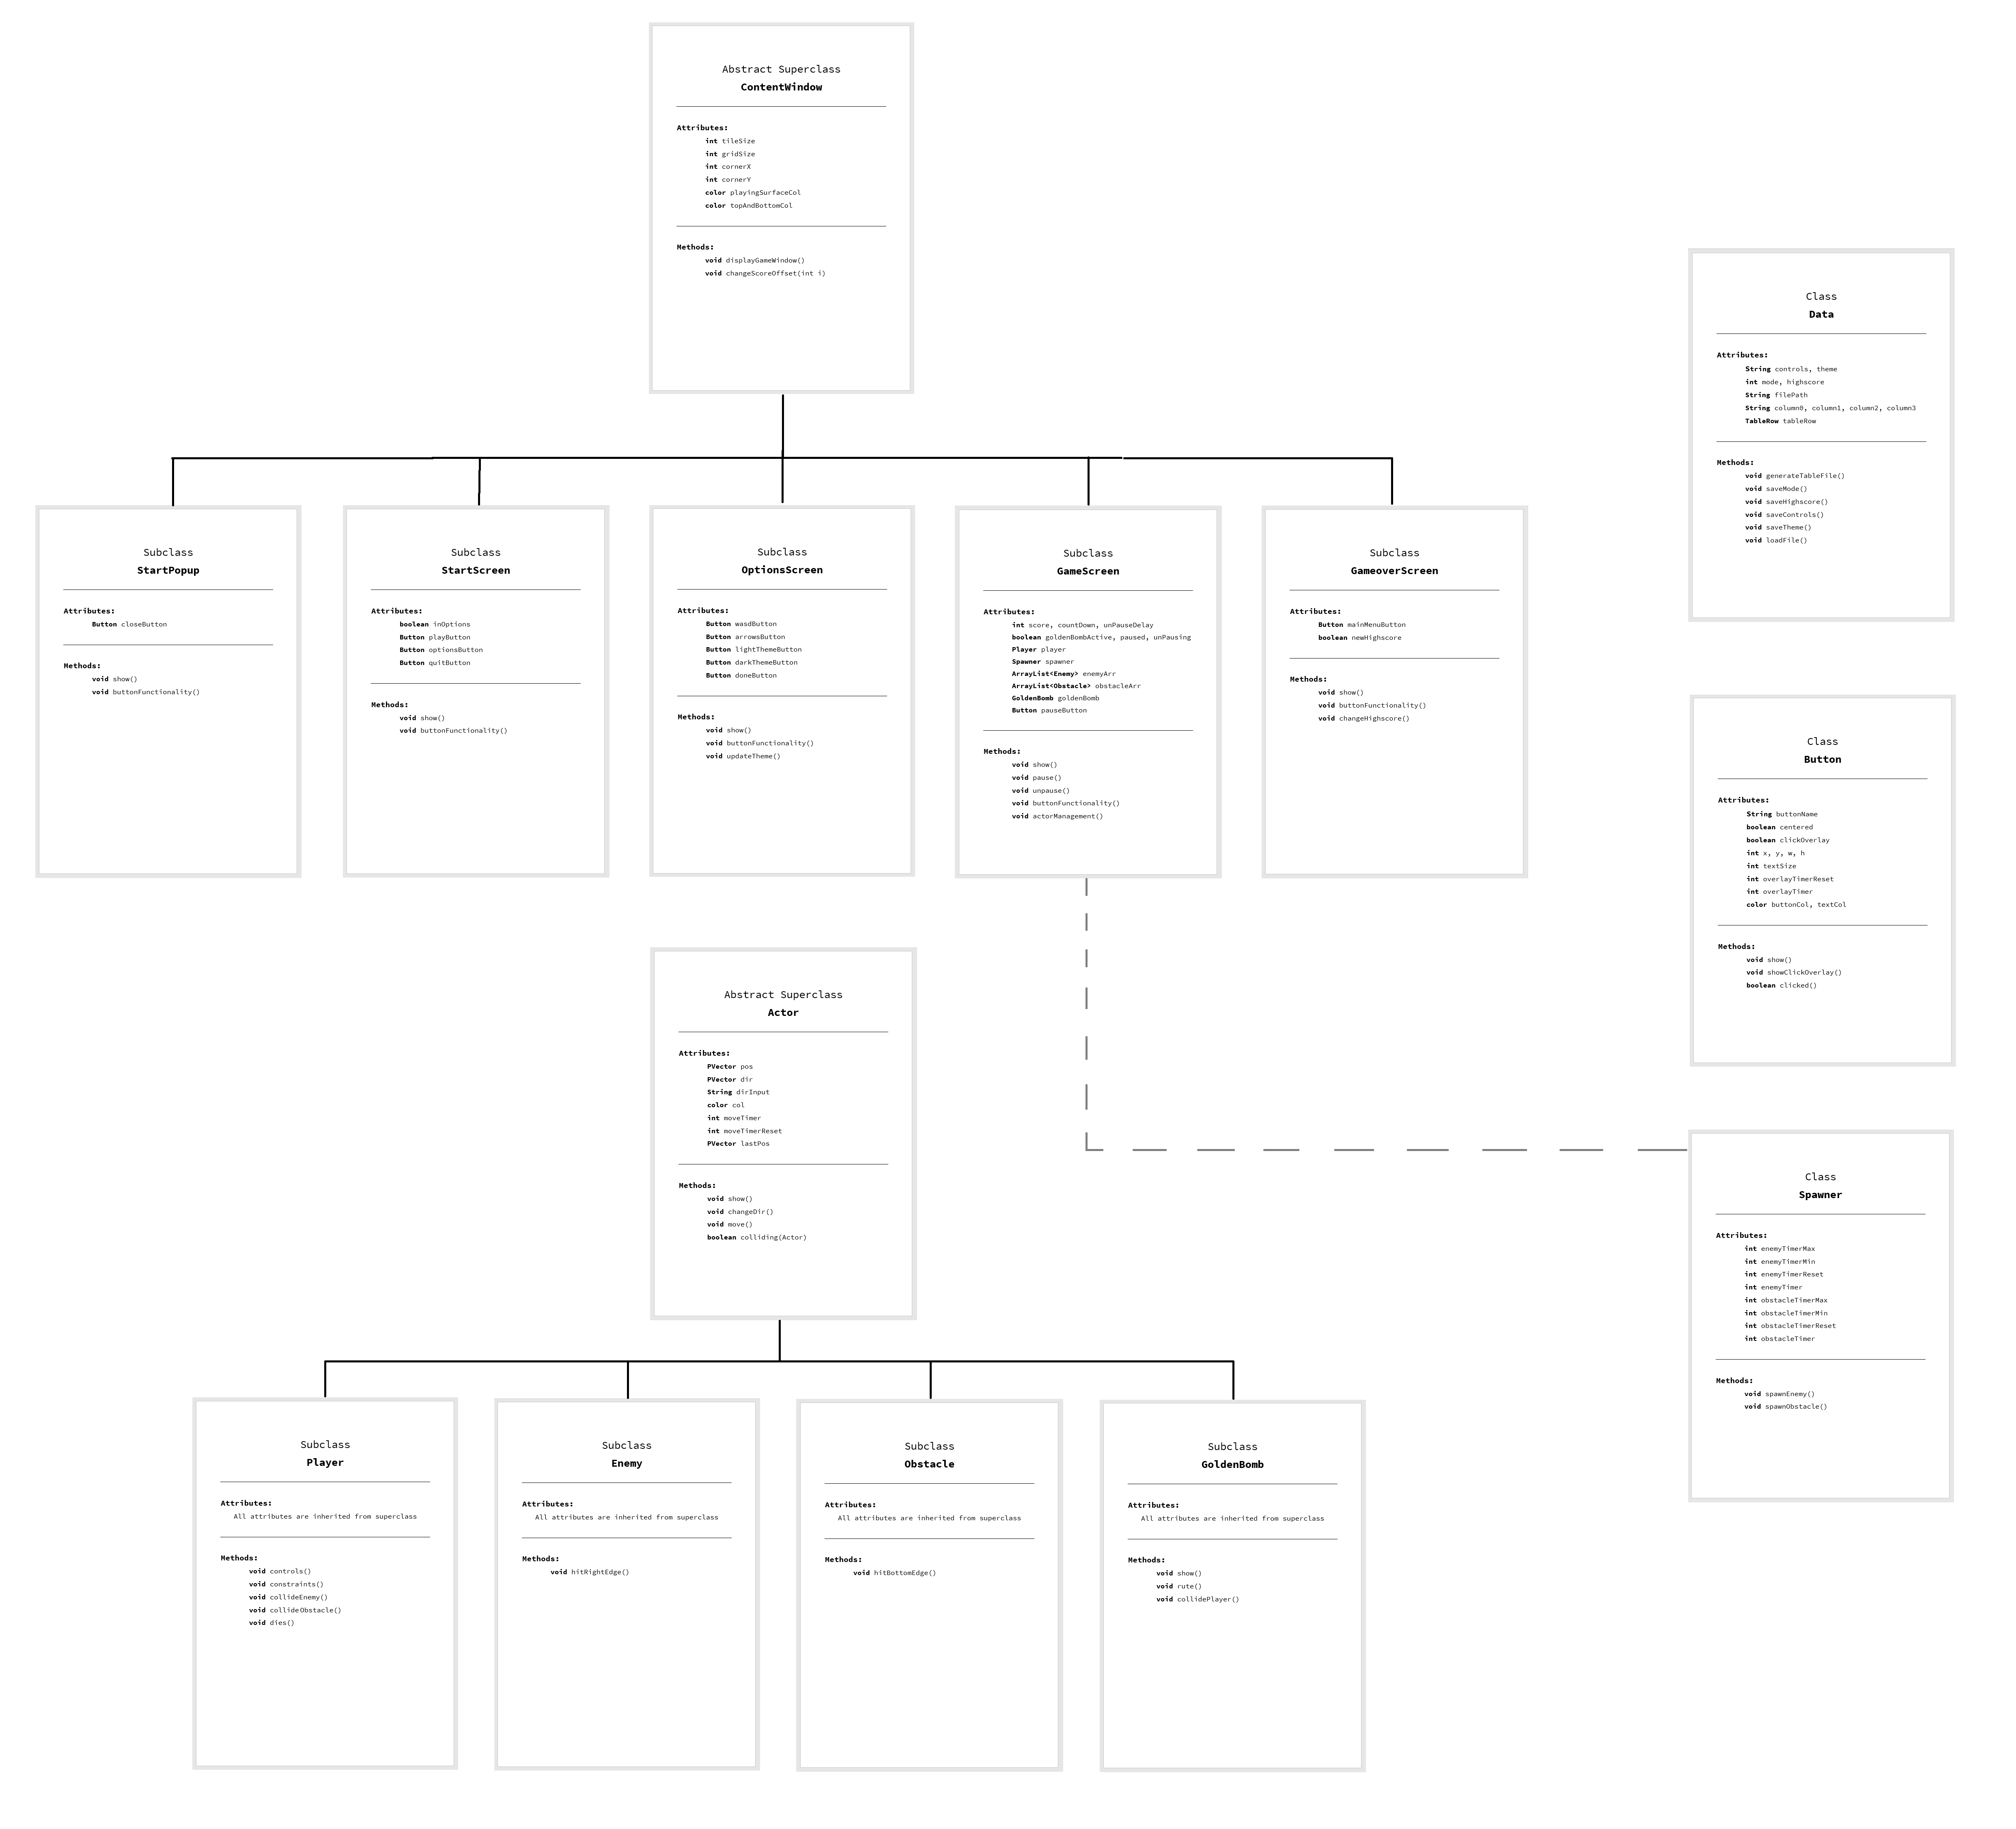 Abstract Superclass
ContentWindow
Attributes:
int tileSize
int gridSize
int cornerX
int cornerY
color playingSurfaceCol
color topAndBottomCol
Methods:
void displayGameWindow()
void changeScoreOffset(int i)
Class
Data
Attributes:
String controls, theme
int mode, highscore
String filePath
String column0, column1, column2, column3
TableRow tableRow
Methods:
void generateTableFile()
void saveMode()
void saveHighscore()
void saveControls()
void saveTheme()
void loadFile()
Subclass
StartPopup
Attributes:
Button closeButton
Methods:
void show()
void buttonFunctionality()
Subclass
StartScreen
Attributes:
boolean inOptions
Button playButton
Button optionsButton
Button quitButton
Methods:
void show()
void buttonFunctionality()
Subclass
OptionsScreen
Attributes:
Button wasdButton
Button arrowsButton
Button lightThemeButton
Button darkThemeButton
Button doneButton
Methods:
void show()
void buttonFunctionality()
void updateTheme()
Subclass
GameScreen
Attributes:
int score, countDown, unPauseDelay
boolean goldenBombActive, paused, unPausing
Player player
Spawner spawner
ArrayList<Enemy> enemyArr
ArrayList<Obstacle> obstacleArr
GoldenBomb goldenBomb
Button pauseButton
Methods:
void show()
void pause()
void unpause()
void buttonFunctionality()
void actorManagement()
Subclass
GameoverScreen
Attributes:
Button mainMenuButton
boolean newHighscore
Methods:
void show()
void buttonFunctionality()
void changeHighscore()
Class
Button
Attributes:
String buttonName
boolean centered
boolean clickOverlay
int x, y, w, h
int textSize
int overlayTimerReset
int overlayTimer
color buttonCol, textCol
Methods:
void show()
void showClickOverlay()
boolean clicked()
Abstract Superclass
Actor
Attributes:
PVector pos
PVector dir
String dirInput
color col
int moveTimer
int moveTimerReset
PVector lastPos
Methods:
void show()
void changeDir()
void move()
boolean colliding(Actor)
Class
Spawner
Attributes:
int enemyTimerMax
int enemyTimerMin
int enemyTimerReset
int enemyTimer
int obstacleTimerMax
int obstacleTimerMin
int obstacleTimerReset
int obstacleTimer
Methods:
void spawnEnemy()
void spawnObstacle()
Subclass
Player
Attributes:
All attributes are inherited from superclass
Methods:
void controls()
void constraints()
void collideEnemy()
void collideObstacle()
void dies()
Subclass
Enemy
Attributes:
All attributes are inherited from superclass
Methods:
void hitRightEdge()
Subclass
Obstacle
Attributes:
All attributes are inherited from superclass
Methods:
void hitBottomEdge()
Subclass
GoldenBomb
Attributes:
All attributes are inherited from superclass
Methods:
void show()
void rute()
void collidePlayer()